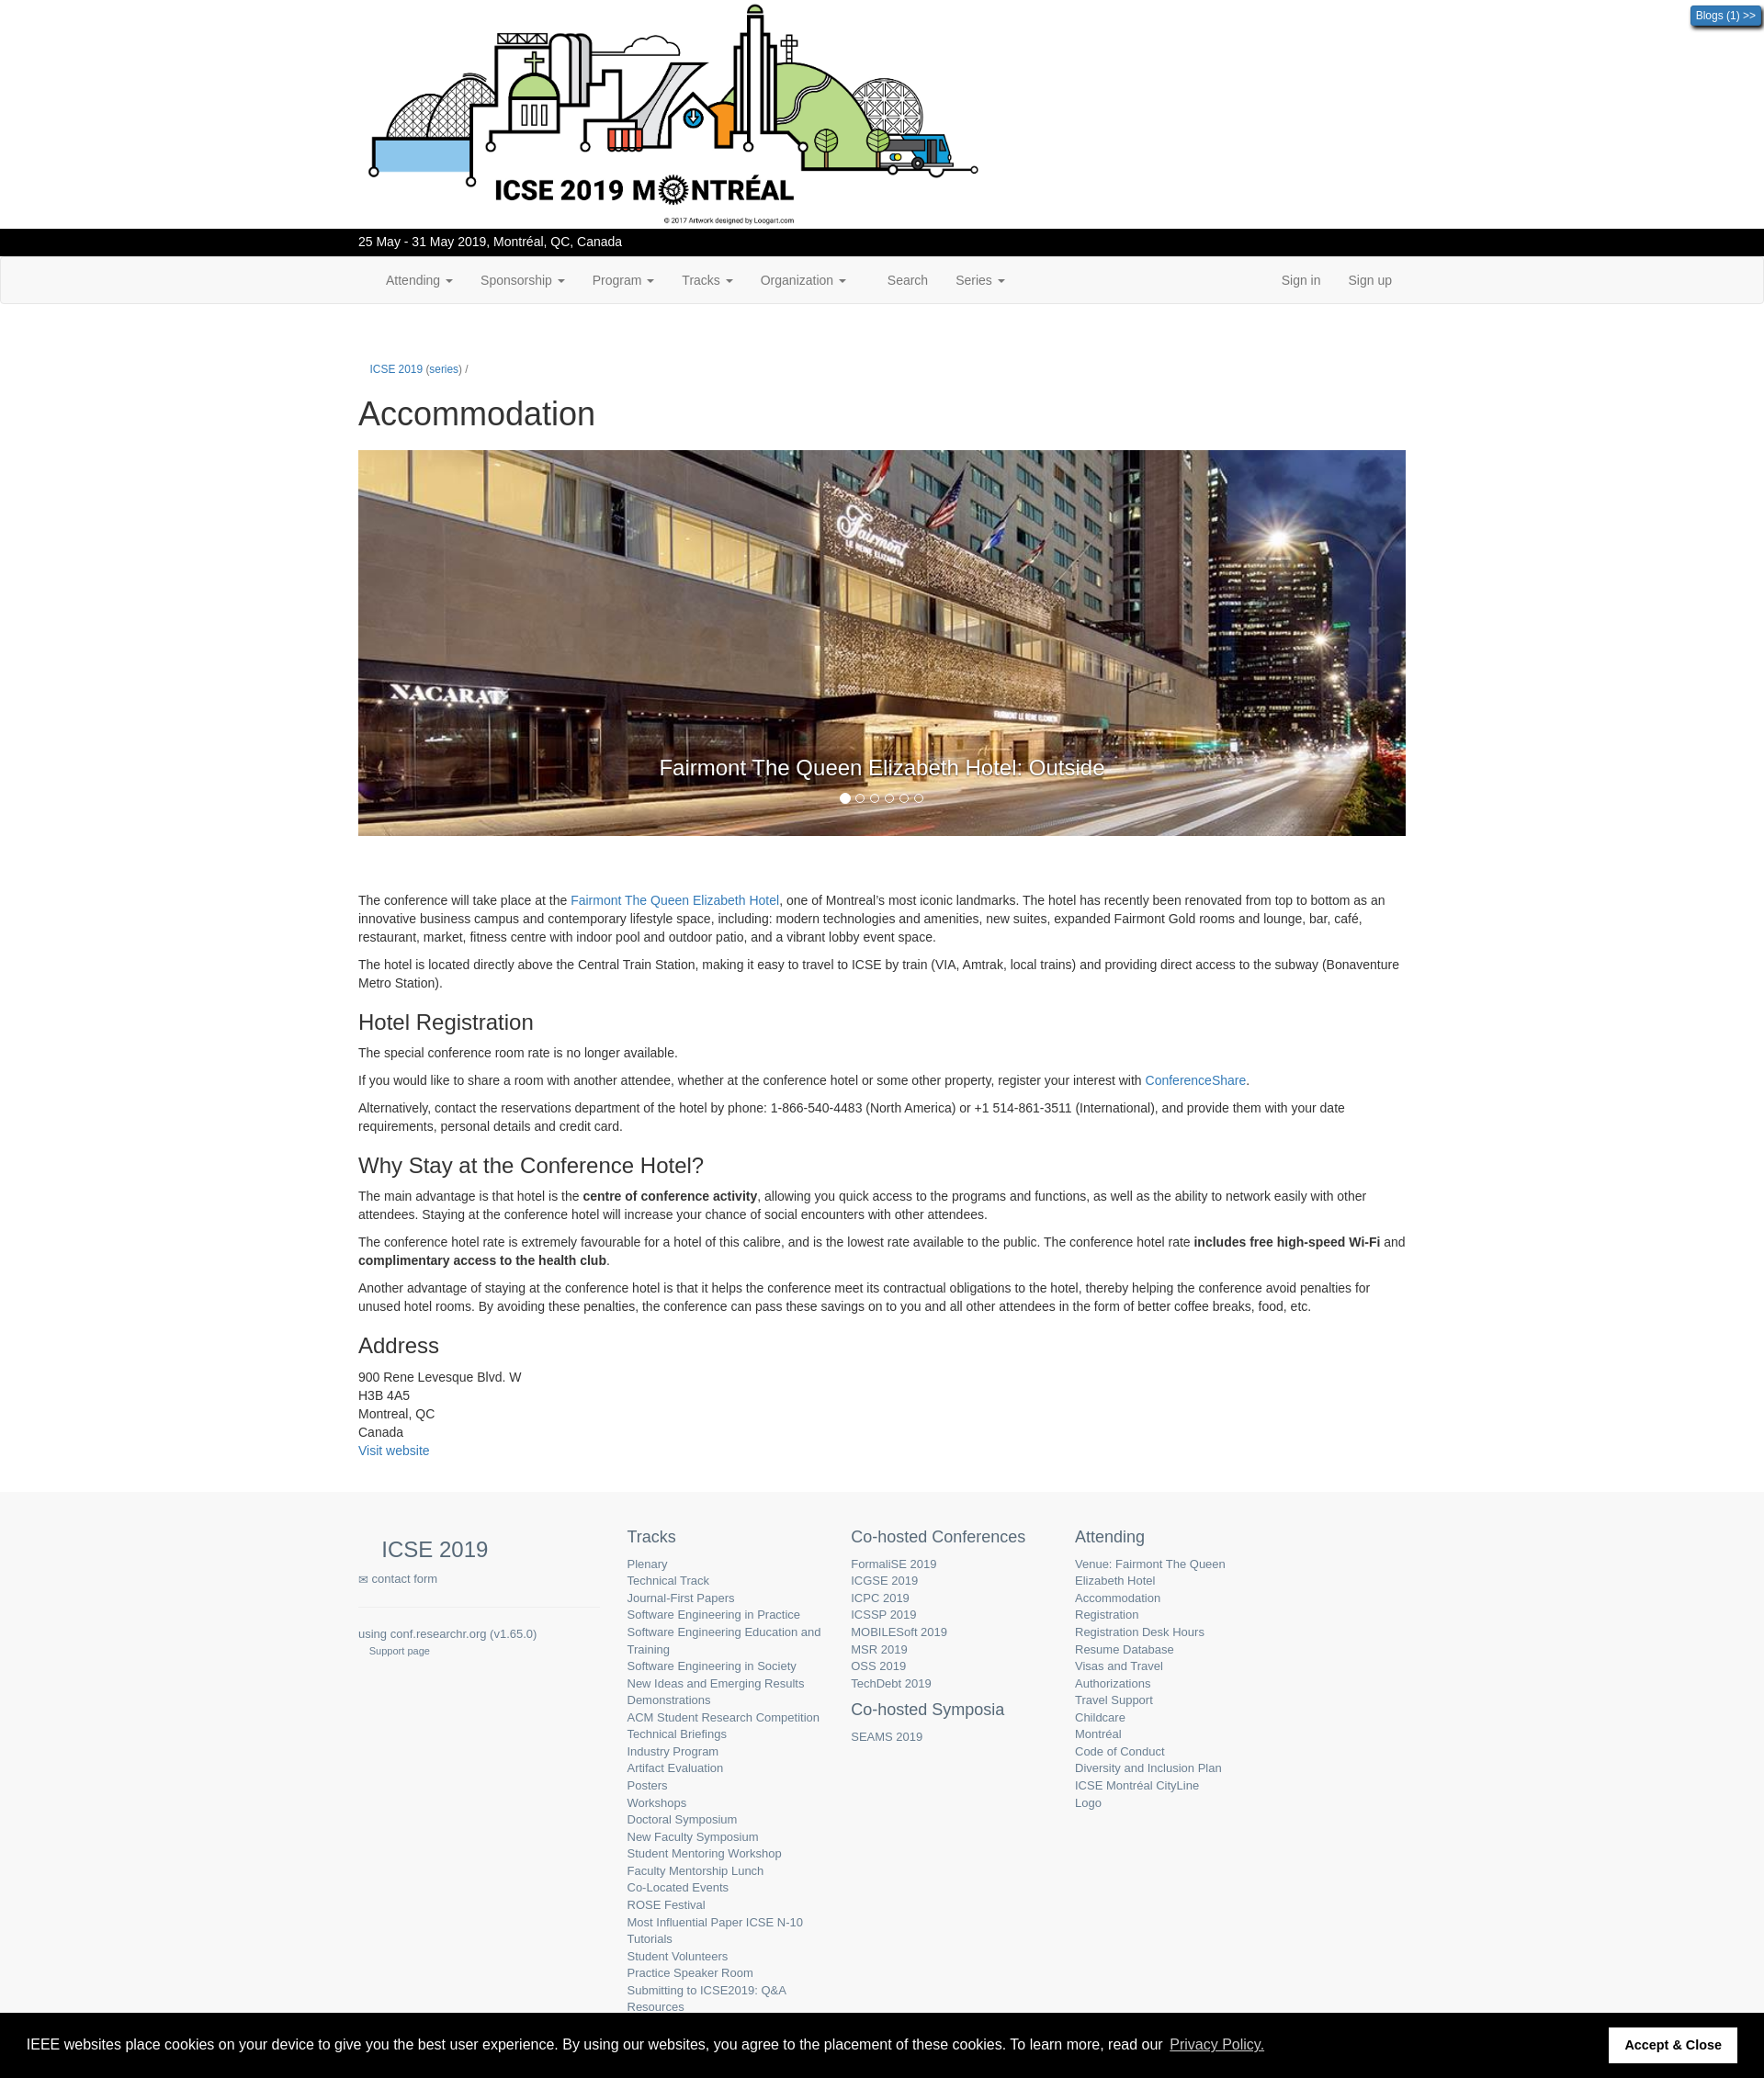 Blogs (1) >>
ICSE 2019 MONTRÉAL
© 2017 Artwork designed by Loogart.com
25 May - 31 May 2019, Montréal, QC, Canada
Attending Sponsorship Program Tracks Organization Search Series Sign in Sign up
ICSE 2019 (series) /
Accommodation
Fairmont
LE REINE ELIZABETH
NACARAT
FAIRMONT LE REINE ELIZABETH
Fairmont The Queen Elizabeth Hotel: Outside
The conference will take place at the Fairmont The Queen Elizabeth Hotel, one of Montreal's most iconic landmarks. The hotel has recently been renovated from top to bottom as an
innovative business campus and contemporary lifestyle space, including: modern technologies and amenities, new suites, expanded Fairmont Gold rooms and lounge, bar, café,
restaurant, market, fitness centre with indoor pool and outdoor patio, and a vibrant lobby event space.
The hotel is located directly above the Central Train Station, making it easy to travel to ICSE by train (VIA, Amtrak, local trains) and providing direct access to the subway (Bonaventure
Metro Station).
Hotel Registration
The special conference room rate is no longer available.
If you would like to share a room with another attendee, whether at the conference hotel or some other property, register your interest with ConferenceShare.
Alternatively, contact the reservations department of the hotel by phone: 1-866-540-4483 (North America) or +1 514-861-3511 (International), and provide them with your date
requirements, personal details and credit card.
Why Stay at the Conference Hotel?
The main advantage is that hotel is the centre of conference activity, allowing you quick access to the programs and functions, as well as the ability to network easily with other
attendees. Staying at the conference hotel will increase your chance of social encounters with other attendees.
The conference hotel rate is extremely favourable for a hotel of this calibre, and is the lowest rate available to the public. The conference hotel rate includes free high-speed Wi-Fi and
complimentary access to the health club.
Another advantage of staying at the conference hotel is that it helps the conference meet its contractual obligations to the hotel, thereby helping the conference avoid penalties for
unused hotel rooms. By avoiding these penalties, the conference can pass these savings on to you and all other attendees in the form of better coffee breaks, food, etc.
Address
900 Rene Levesque Blvd. W
H3B 4A5
Montreal, QC
Canada
Visit website
ICSE 2019
✉ contact form
using conf.researchr.org (v1.65.0)
Support page
Tracks
Plenary
Technical Track
Journal-First Papers
Software Engineering in Practice
Software Engineering Education and
Training
Software Engineering in Society
New Ideas and Emerging Results
Demonstrations
ACM Student Research Competition
Technical Briefings
Industry Program
Artifact Evaluation
Posters
Workshops
Doctoral Symposium
New Faculty Symposium
Student Mentoring Workshop
Faculty Mentorship Lunch
Co-Located Events
ROSE Festival
Most Influential Paper ICSE N-10
Tutorials
Student Volunteers
Practice Speaker Room
Submitting to ICSE2019: Q&A
Resources
Co-hosted Conferences
FormaliSE 2019
ICGSE 2019
ICPC 2019
ICSSP 2019
MOBILESoft 2019
MSR 2019
OSS 2019
TechDebt 2019
Co-hosted Symposia
SEAMS 2019
Attending
Venue: Fairmont The Queen
Elizabeth Hotel
Accommodation
Registration
Registration Desk Hours
Resume Database
Visas and Travel
Authorizations
Travel Support
Childcare
Montréal
Code of Conduct
Diversity and Inclusion Plan
ICSE Montréal CityLine
Logo
IEEE websites place cookies on your device to give you the best user experience. By using our websites, you agree to the placement of these cookies. To learn more, read our Privacy Policy.
Accept & Close